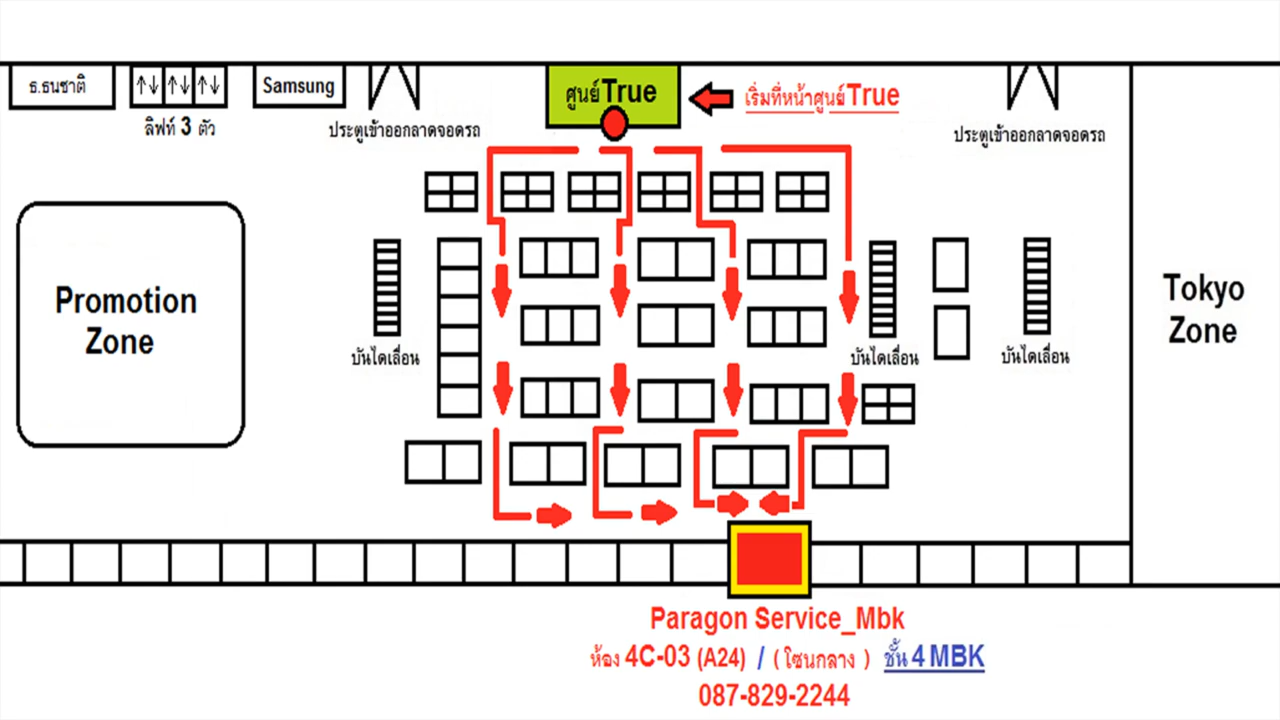 ธ.ธนชาติ
Samsung
ศูนย์True
เริ่มที่หน้าศูนย์True
ลิฟท์ 3 ตัว
ประตูเข้าออกลาดจอดรถ
ประตูเข้าออกลาดจอดรถ
Promotion
Zone
Tokyo
Zone
บันไดเลื่อน
บันไดเลื่อน
บันไดเลื่อน
Paragon Service_Mbk
ห้อง 4C-03 (A24) / ( โซนกลาง ) ชั้น 4 MBK
087-829-2244